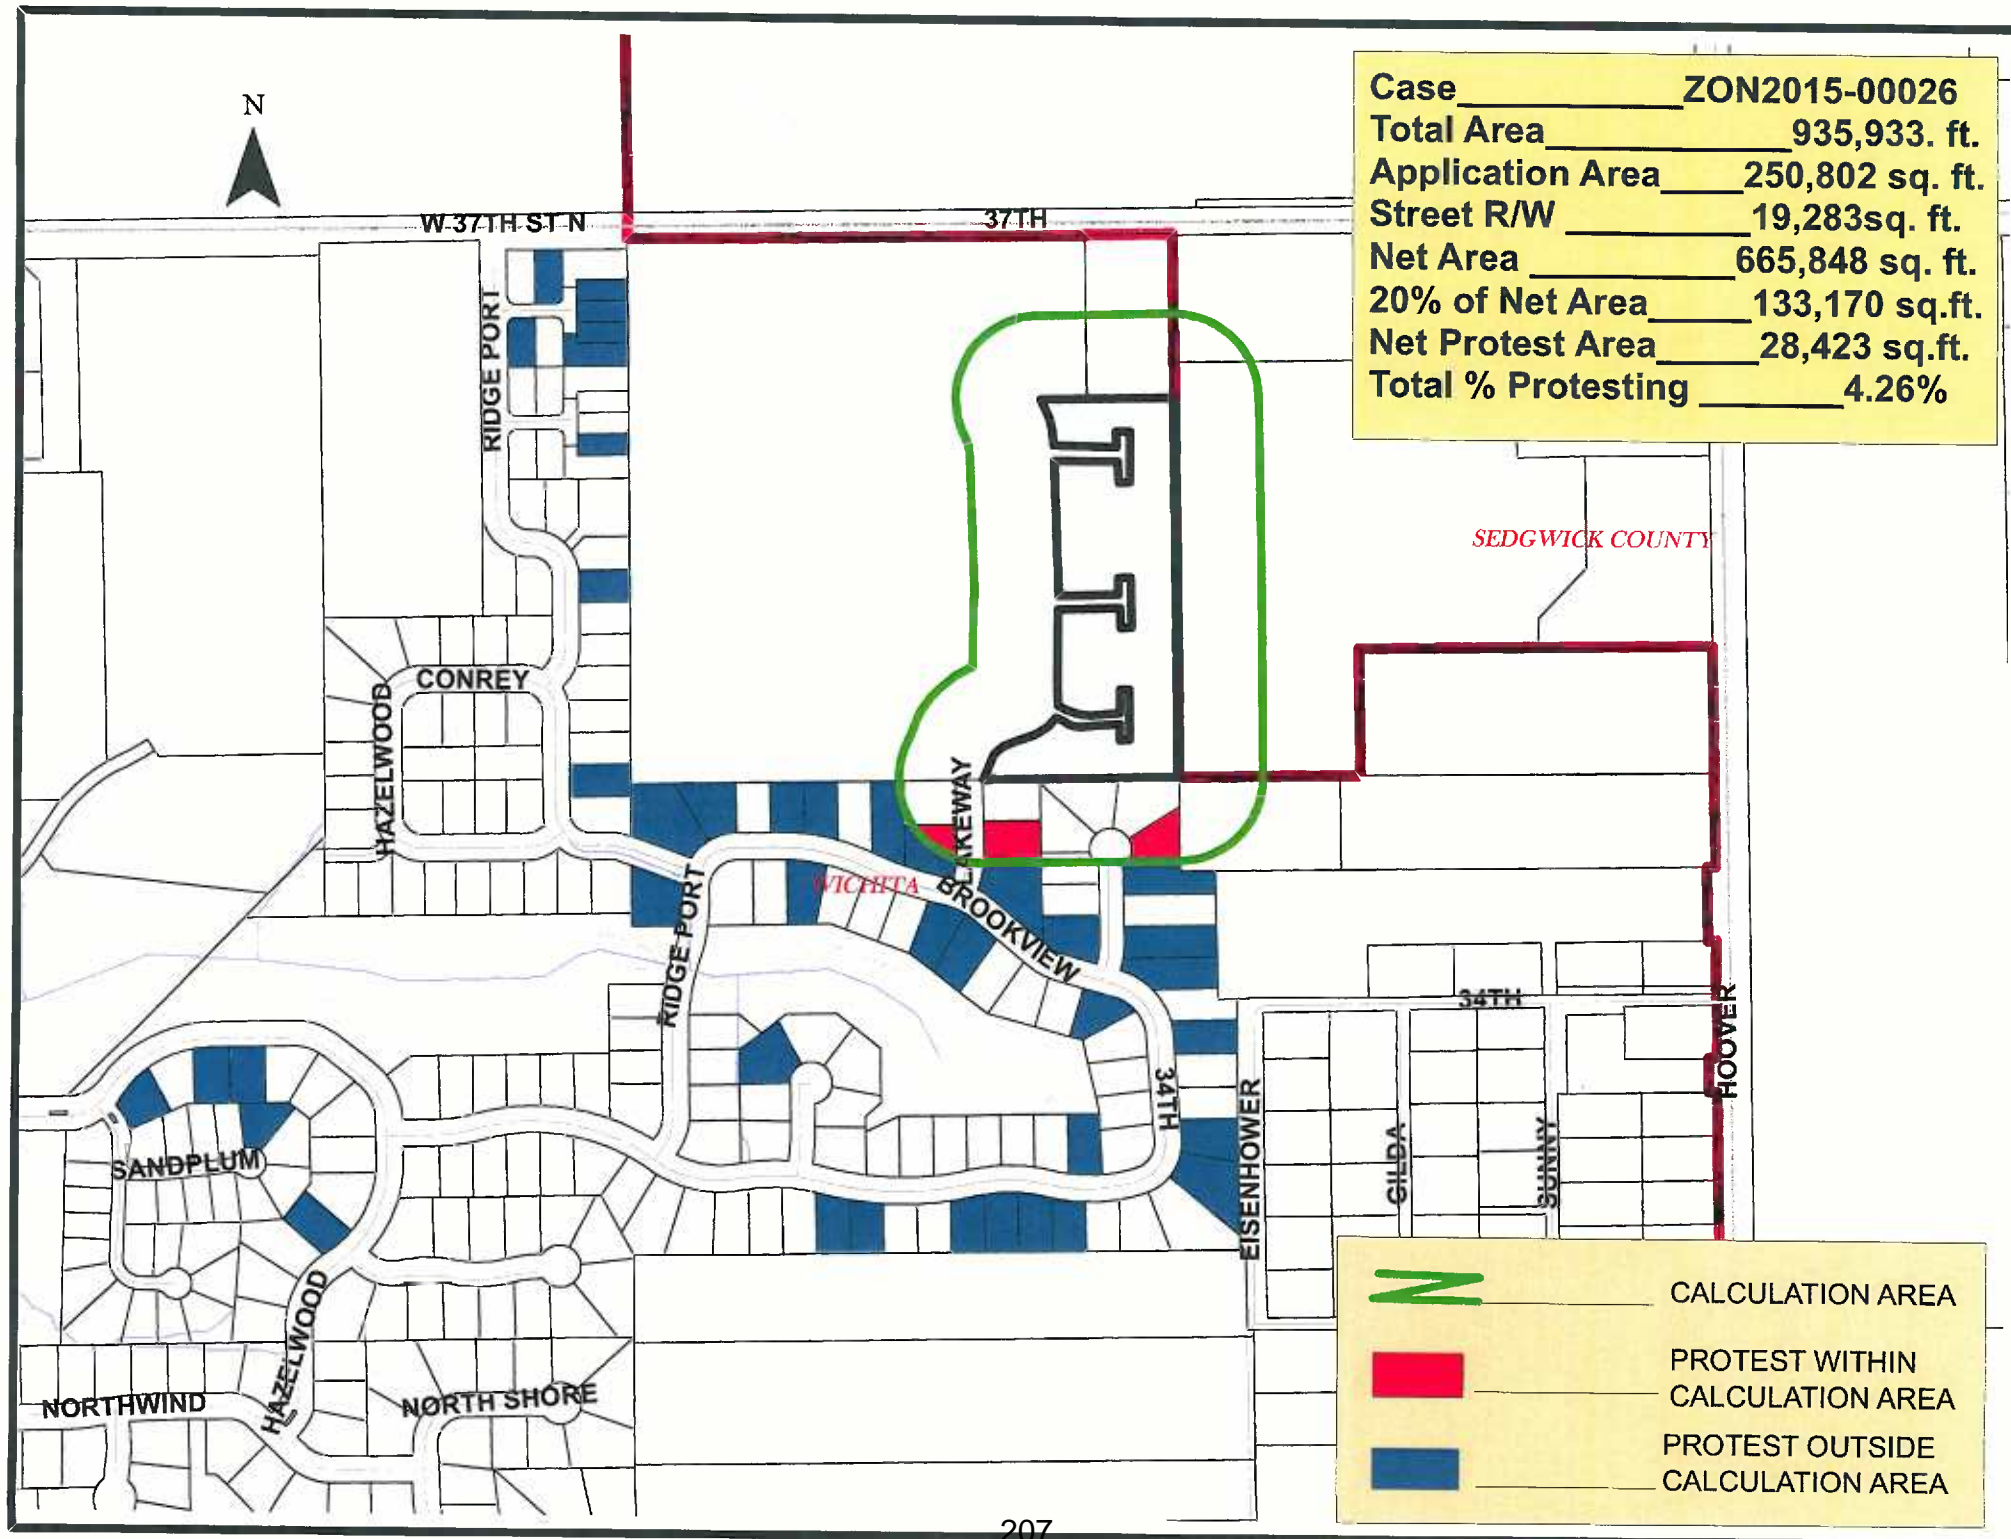 Case ZON2015-00026
Total Area 935,933. ft.
Application Area 250,802 sq. ft.
Street R/W 19,283sq. ft.
Net Area 665,848 sq. ft.
20% of Net Area 133,170 sq.ft.
Net Protest Area 28,423 sq.ft.
Total % Protesting 4.26%
N
W 37TH ST N
37TH
RIDGE PORT
SEDGWICK COUNTY
CONREY
HAZELWOOD
LAKEWAY
WICHITA
BROOKVIEW
RIDGE PORT
34TH
HOOVER
34TH
EISENHOWER
GILDA
SUNNY
SANDPLUM
HAZELWOOD
NORTHWIND
NORTH SHORE
CALCULATION AREA
PROTEST WITHIN
CALCULATION AREA
PROTEST OUTSIDE
CALCULATION AREA
207